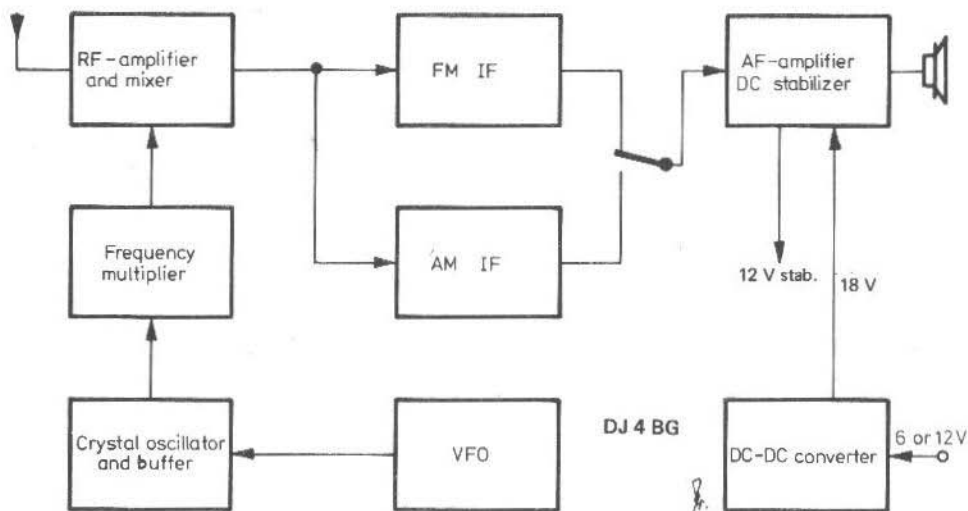 RF-amplifier
and mixer
FM IF
AF-amplifier
DC stabilizer
Frequency
multiplier
AM IF
12 V stab.
18 V
Crystal oscillator
and buffer
VFO
DJ 4 BG
DC-DC converter
6 or 12V